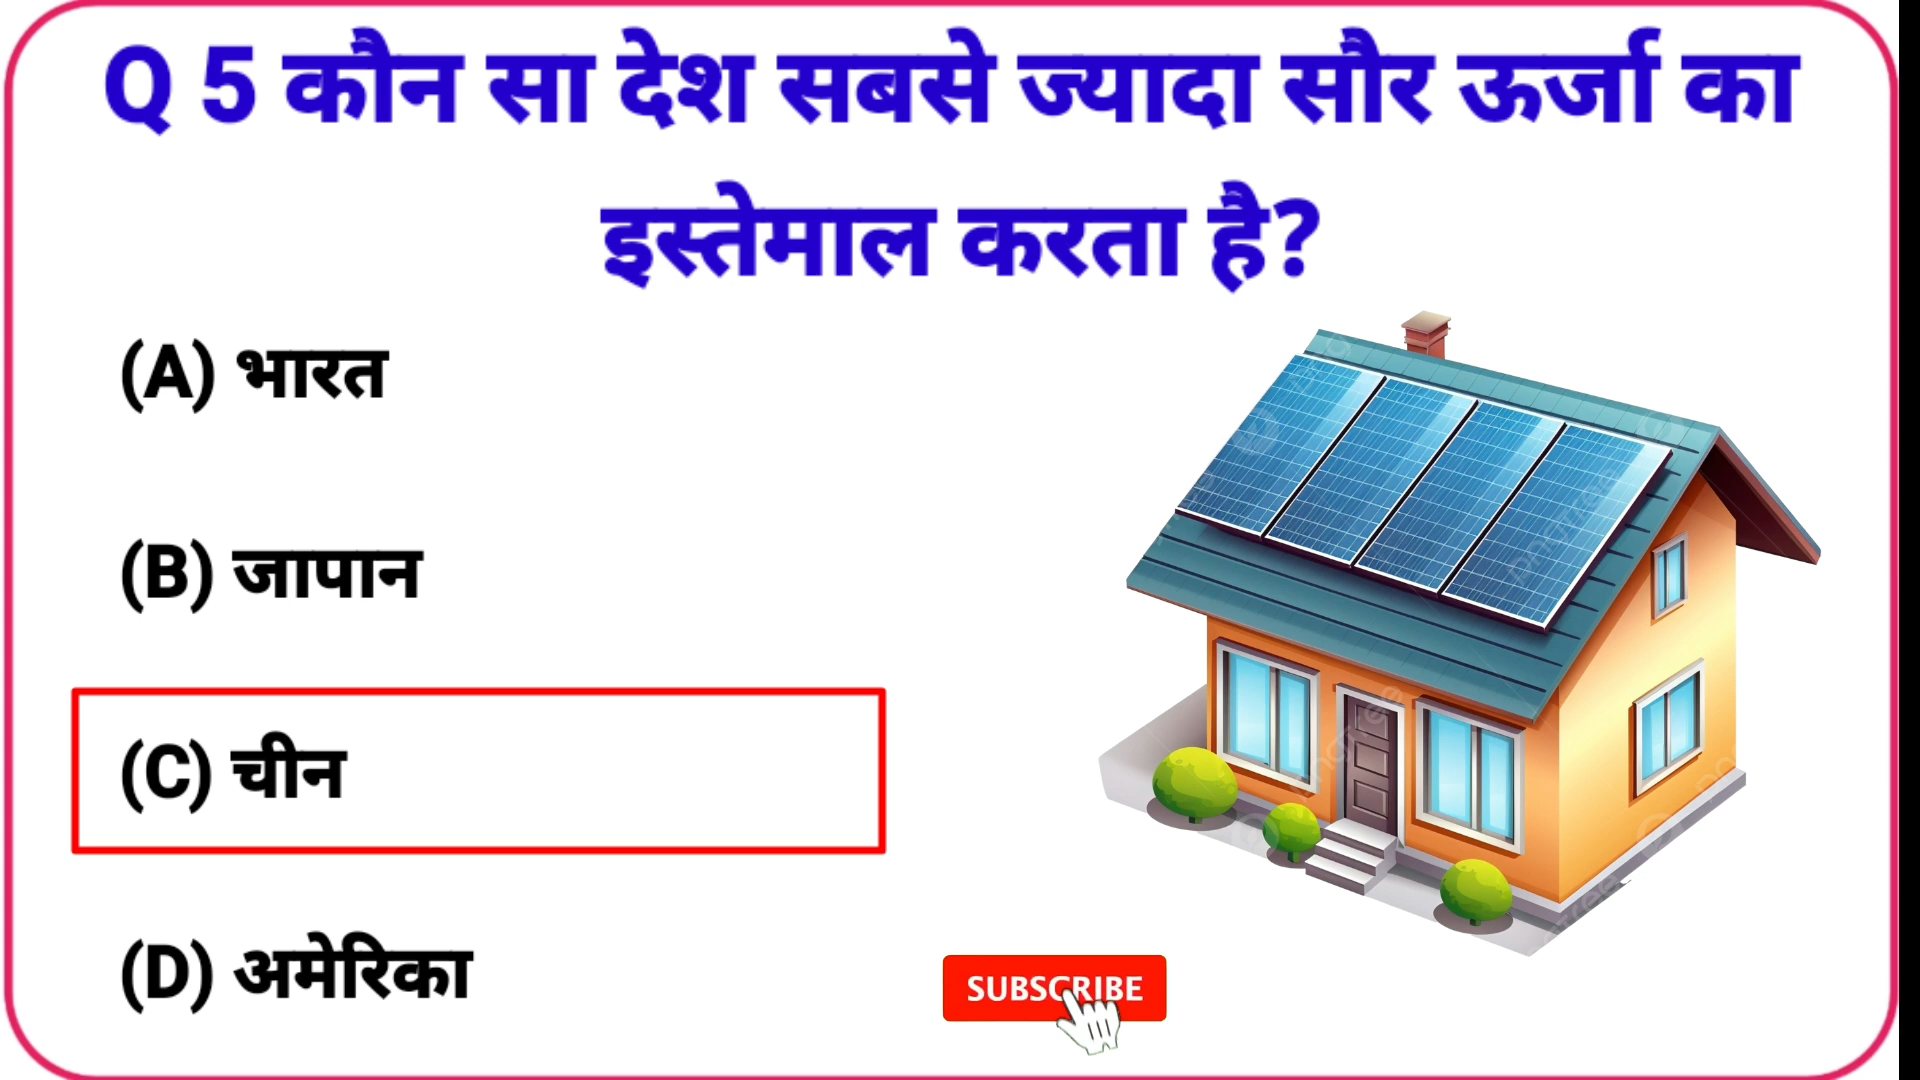 Q 5 कौन सा देश सबसे ज्यादा सौर ऊर्जा का
इस्तेमाल करता है?
(A) भारत
(B) जापान
(C) चीन
(D) अमेरिका
SUBSCRIBE